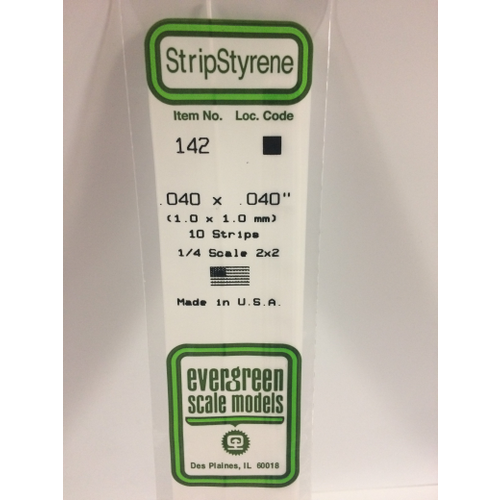 StripStyrene
Item No. Loc. Code
142
.040 x .040"
(1.0 x 1.0 mm)
10 Strips
1/4 Scale 2x2
Made in U.S.A.
evergreen
scale models
Des Plaines, IL 60018